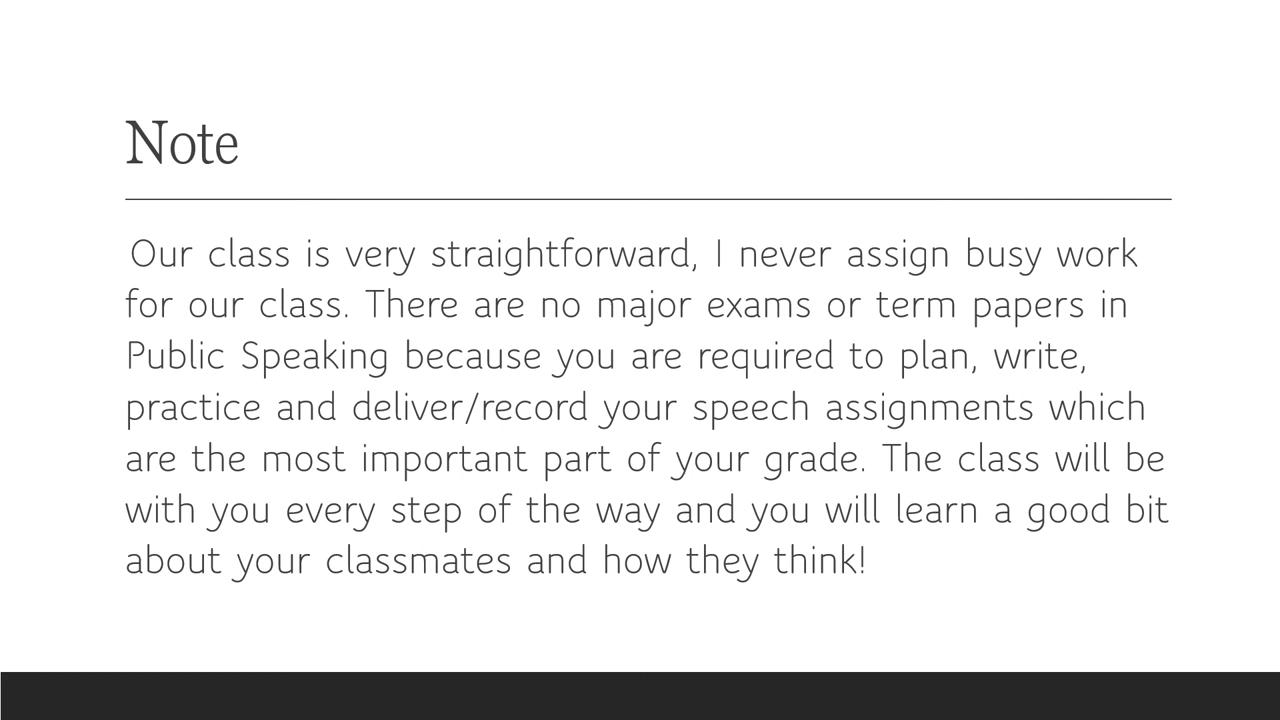 Note
Our class is very straightforward, I never assign busy work
for our class. There are no major exams or term papers in
Public Speaking because you are required to plan, write,
practice and deliver/record your speech assignments which
are the most important part of your grade. The class will be
with you every step of the way and you will learn a good bit
about your classmates and how they think!